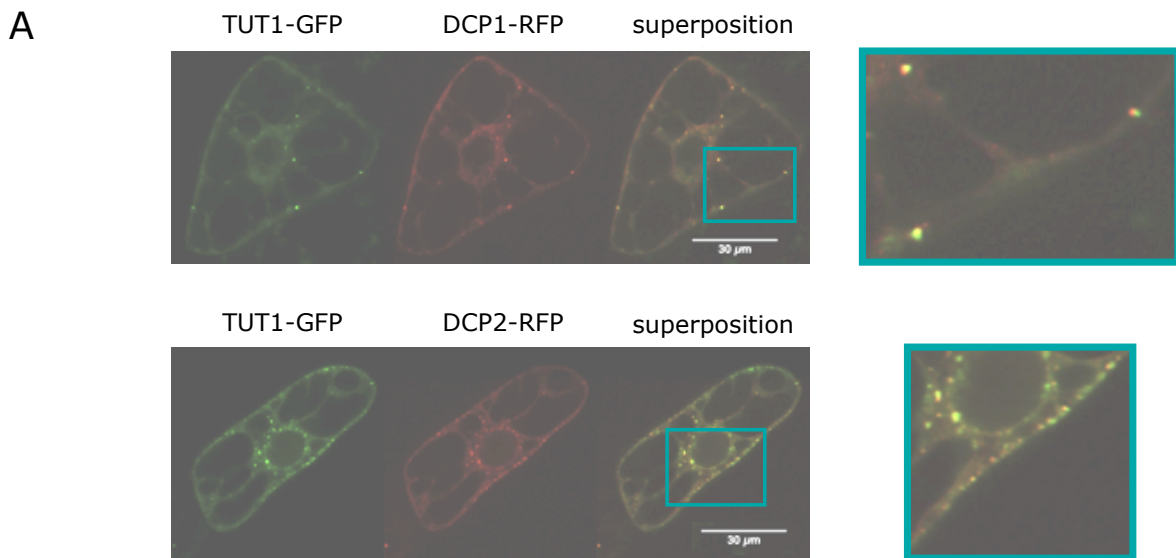 A
TUT1-GFP DCP1-RFP superposition
30 µm
TUT1-GFP DCP2-RFP superposition
30 µm